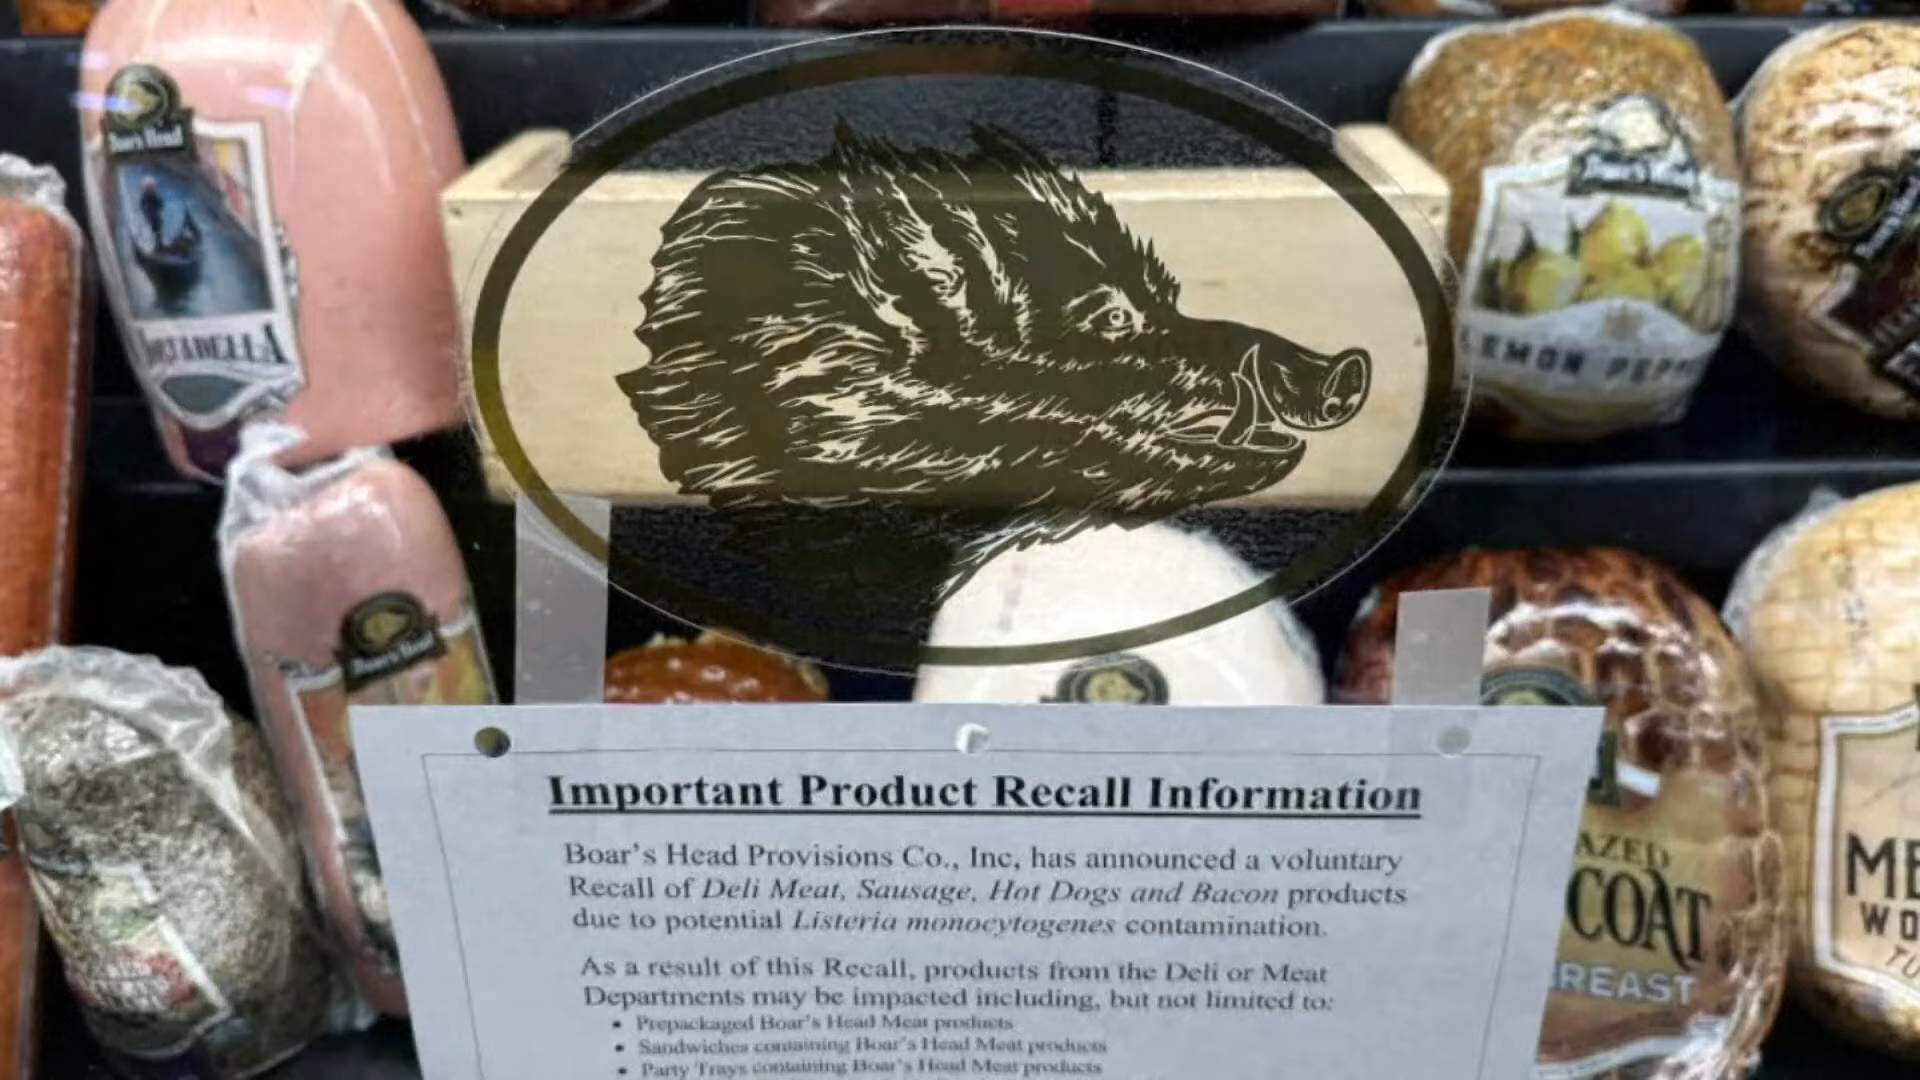 Boar's Head
Boar's Head
LEMON PEPP
Boar's Head
Important Product Recall Information
Boar's Head Provisions Co., Inc, has announced a voluntary
Recall of Deli Meat, Sausage, Hot Dogs and Bacon products
due to potential Listeria monocytogenes contamination.
As a result of this Recall, products from the Deli or Meat
Departments may be impacted including, but not limited to:
• Prepackaged Boar's Head Meat products
• Sandwiches containing Boar's Head Meat products
• Party Trays containing Boar's Head Meat products
AZED
COAT
REAST
ME
WO
TU